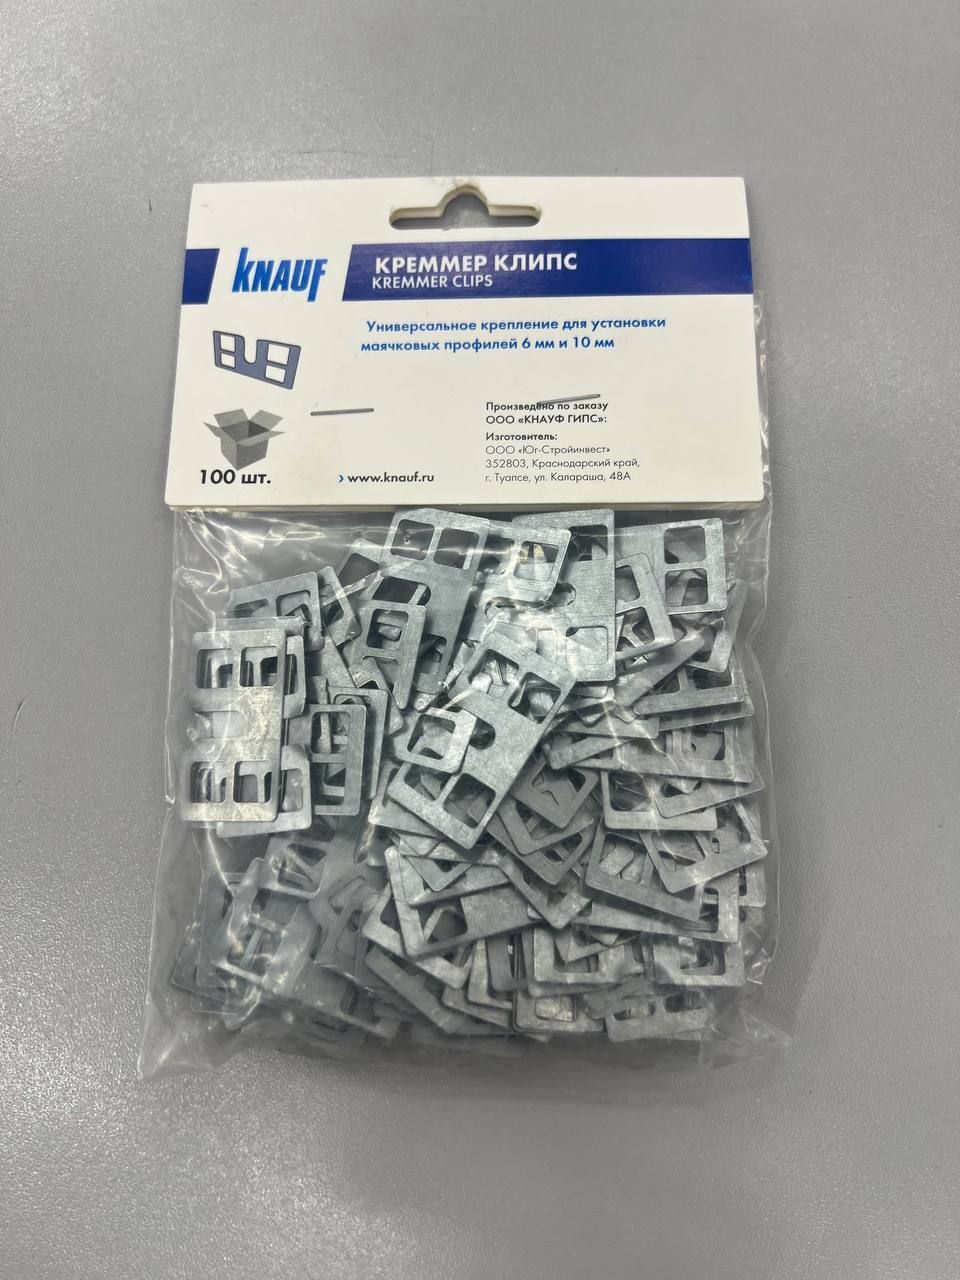 KNAUF
КРЕММЕР КЛИПС
KREMMER CLIPS
Универсальное крепление для установки
маячковых профилей 6 мм и 10 мм
100 шт.
› www.knauf.ru
Произведено по заказу
ООО «КНАУФ ГИПС»:
Изготовитель:
ООО «Юг-Стройинвест»
352803, Краснодарский край,
г. Туапсе, ул. Калараша, 48А